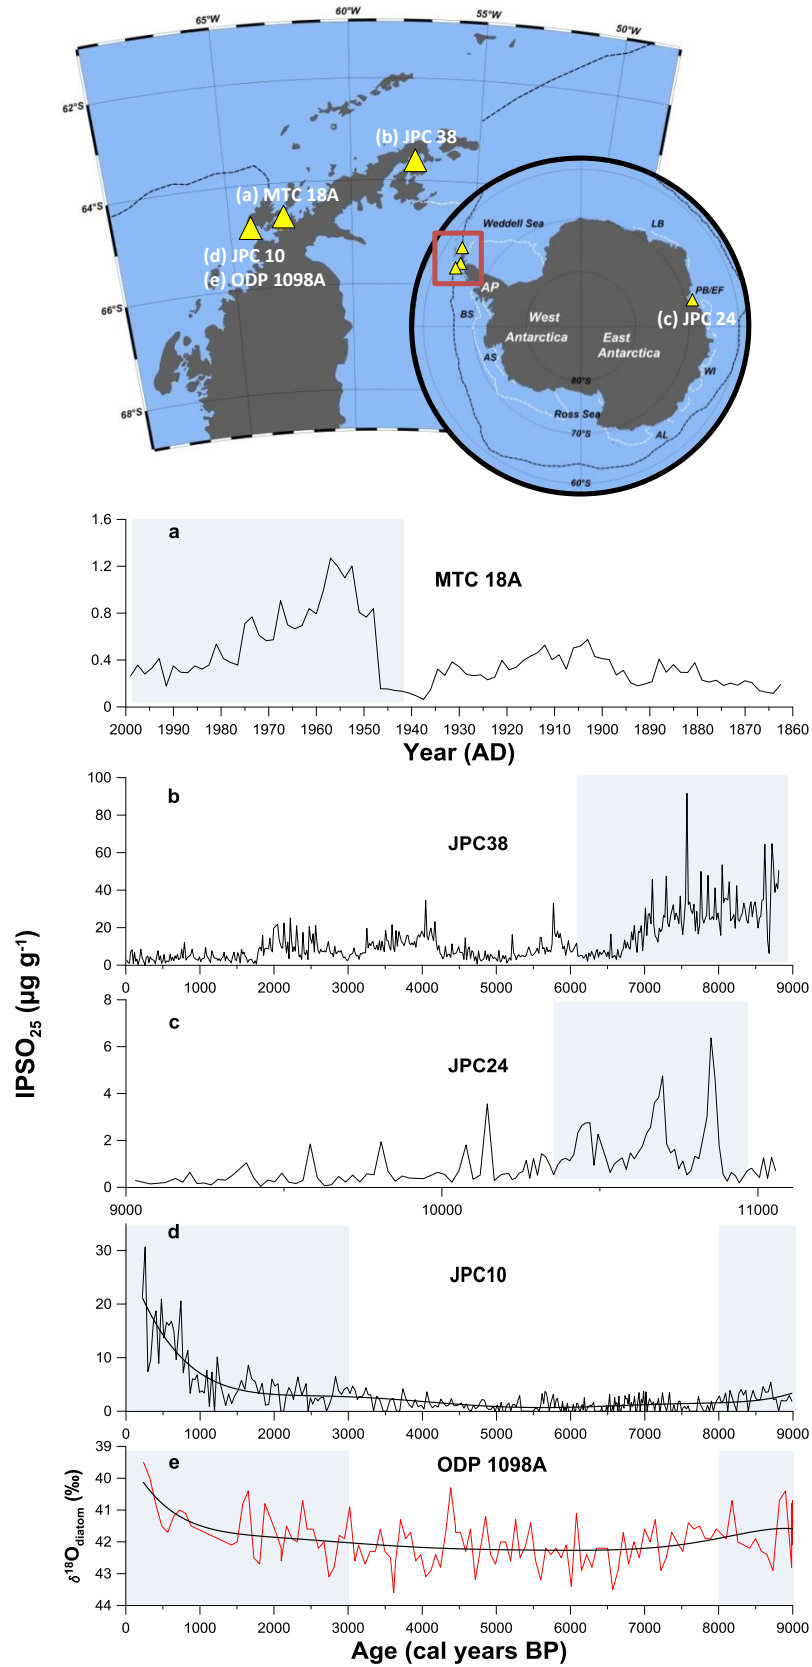 65°W
60°W
55°W
50°W
62°S
(b) JPC 38
64°S
(a) MTC 18A
(d) JPC 10
(e) ODP 1098A
66°S
68°S
Weddell Sea
LB
AP
PB/EF
(c) JPC 24
BS
West
Antarctica
East
Antarctica
AS
WI
80°S
Ross Sea
70°S
AL
60°S
1.6
a
MTC 18A
1.2
0.8
0.4
0
2000 1990 1980 1970 1960 1950 1940 1930 1920 1910 1900 1890 1880 1870 1860
Year (AD)
100
b
JPC38
80
60
40
20
0
0 1000 2000 3000 4000 5000 6000 7000 8000 9000
IPSO25 (µg g-1)
8
c
JPC24
6
4
2
0
9000 10000 11000
d
JPC10
30
20
10
0
0 1000 2000 3000 4000 5000 6000 7000 8000 9000
39
e
ODP 1098A
40
41
42
43
44
δ18Odiatom (‰)
0 1000 2000 3000 4000 5000 6000 7000 8000 9000
Age (cal years BP)